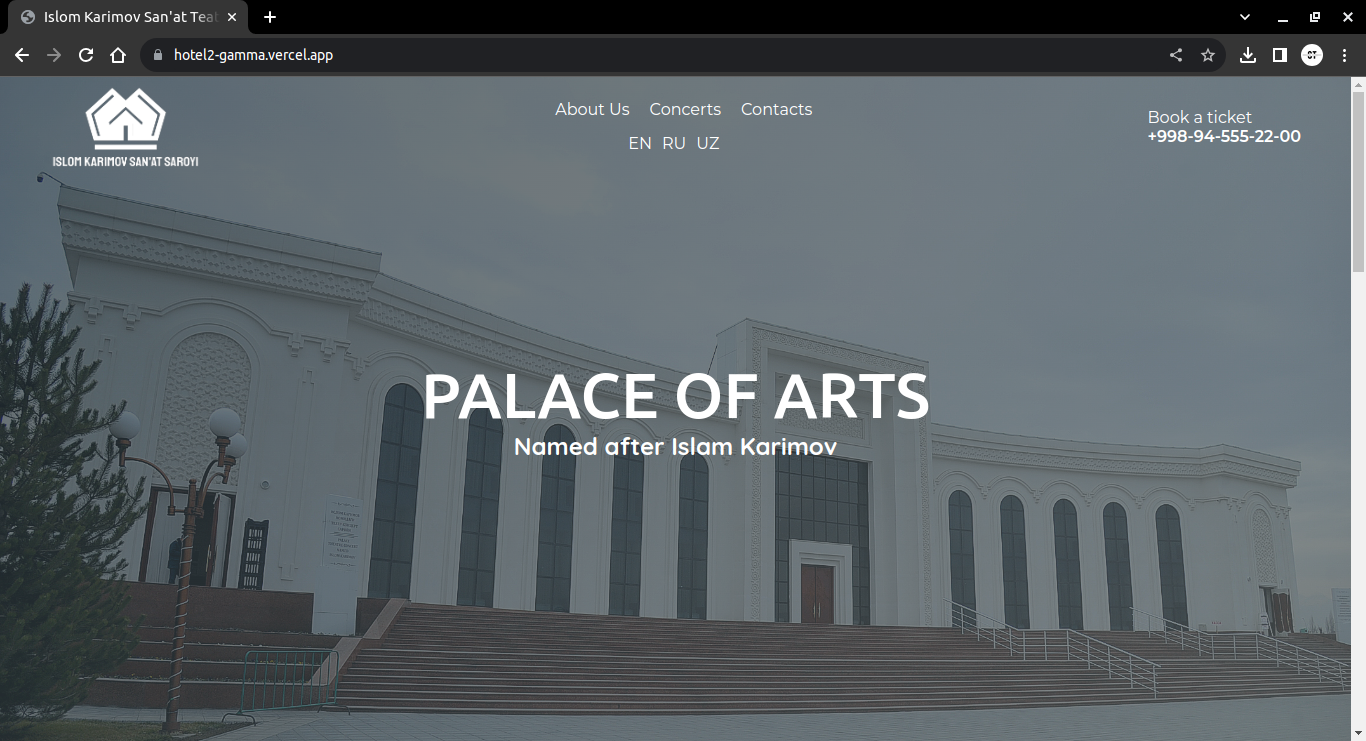 Islom Karimov San'at Teat
hotel2-gamma.vercel.app
ISLOM KARIMOV SAN'AT SAROYI
About Us Concerts Contacts
EN RU UZ
Book a ticket
+998-94-555-22-00
PALACE OF ARTS
Named after Islam Karimov